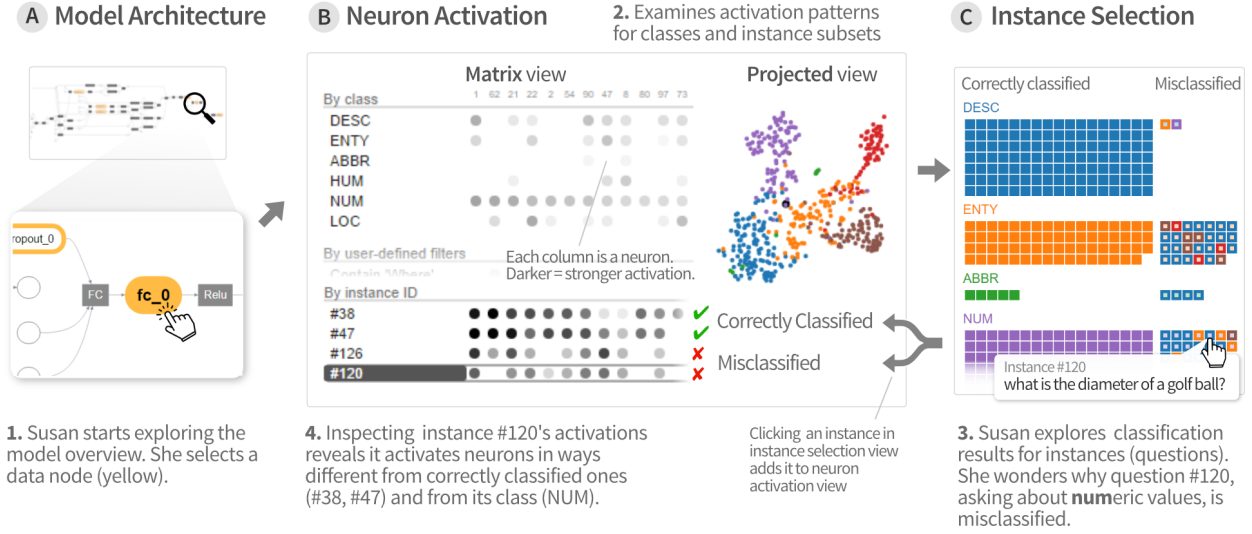 A Model Architecture
ropout_0
FC
fc_0
Relu
1. Susan starts exploring the
model overview. She selects a
data node (yellow).
B Neuron Activation
2. Examines activation patterns
for classes and instance subsets
Matrix view
Projected view
By class
1 62 21 22 2 54 90 47 8 80 97 73
DESC
ENTY
ABBR
HUM
NUM
LOC
By user-defined filters
Contain 'Where'
Each column is a neuron.
Darker = stronger activation.
By instance ID
#38
#47
#126
#120
Correctly Classified
Misclassified
4. Inspecting instance #120's activations
reveals it activates neurons in ways
different from correctly classified ones
(#38, #47) and from its class (NUM).
Clicking an instance in
instance selection view
adds it to neuron
activation view
C Instance Selection
Correctly classified
Misclassified
DESC
ENTY
ABBR
NUM
Instance #120
what is the diameter of a golf ball?
3. Susan explores classification
results for instances (questions).
She wonders why question #120,
asking about numeric values, is
misclassified.